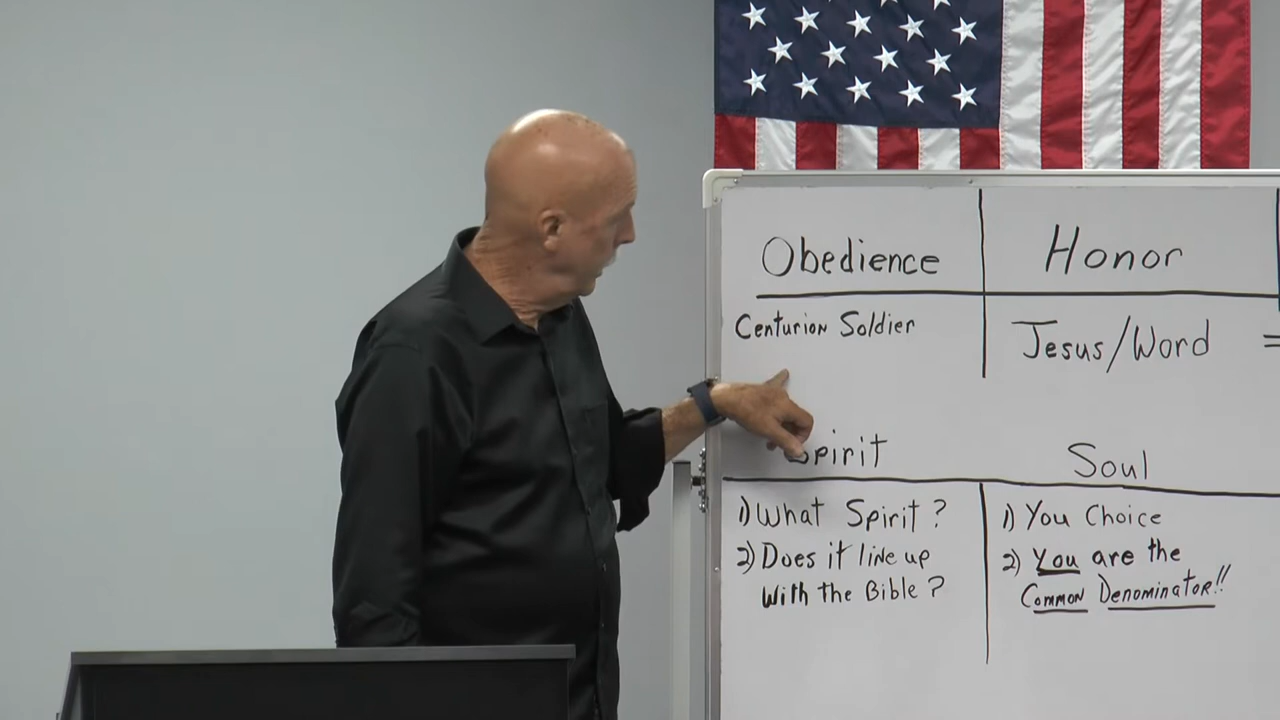 Obedience
Honor
Centurion Soldier
Jesus/Word =
Spirit
Soul
1) What Spirit?
2) Does it line up
with the Bible?
1) You Choice
2) You are the
Common Denominator!!